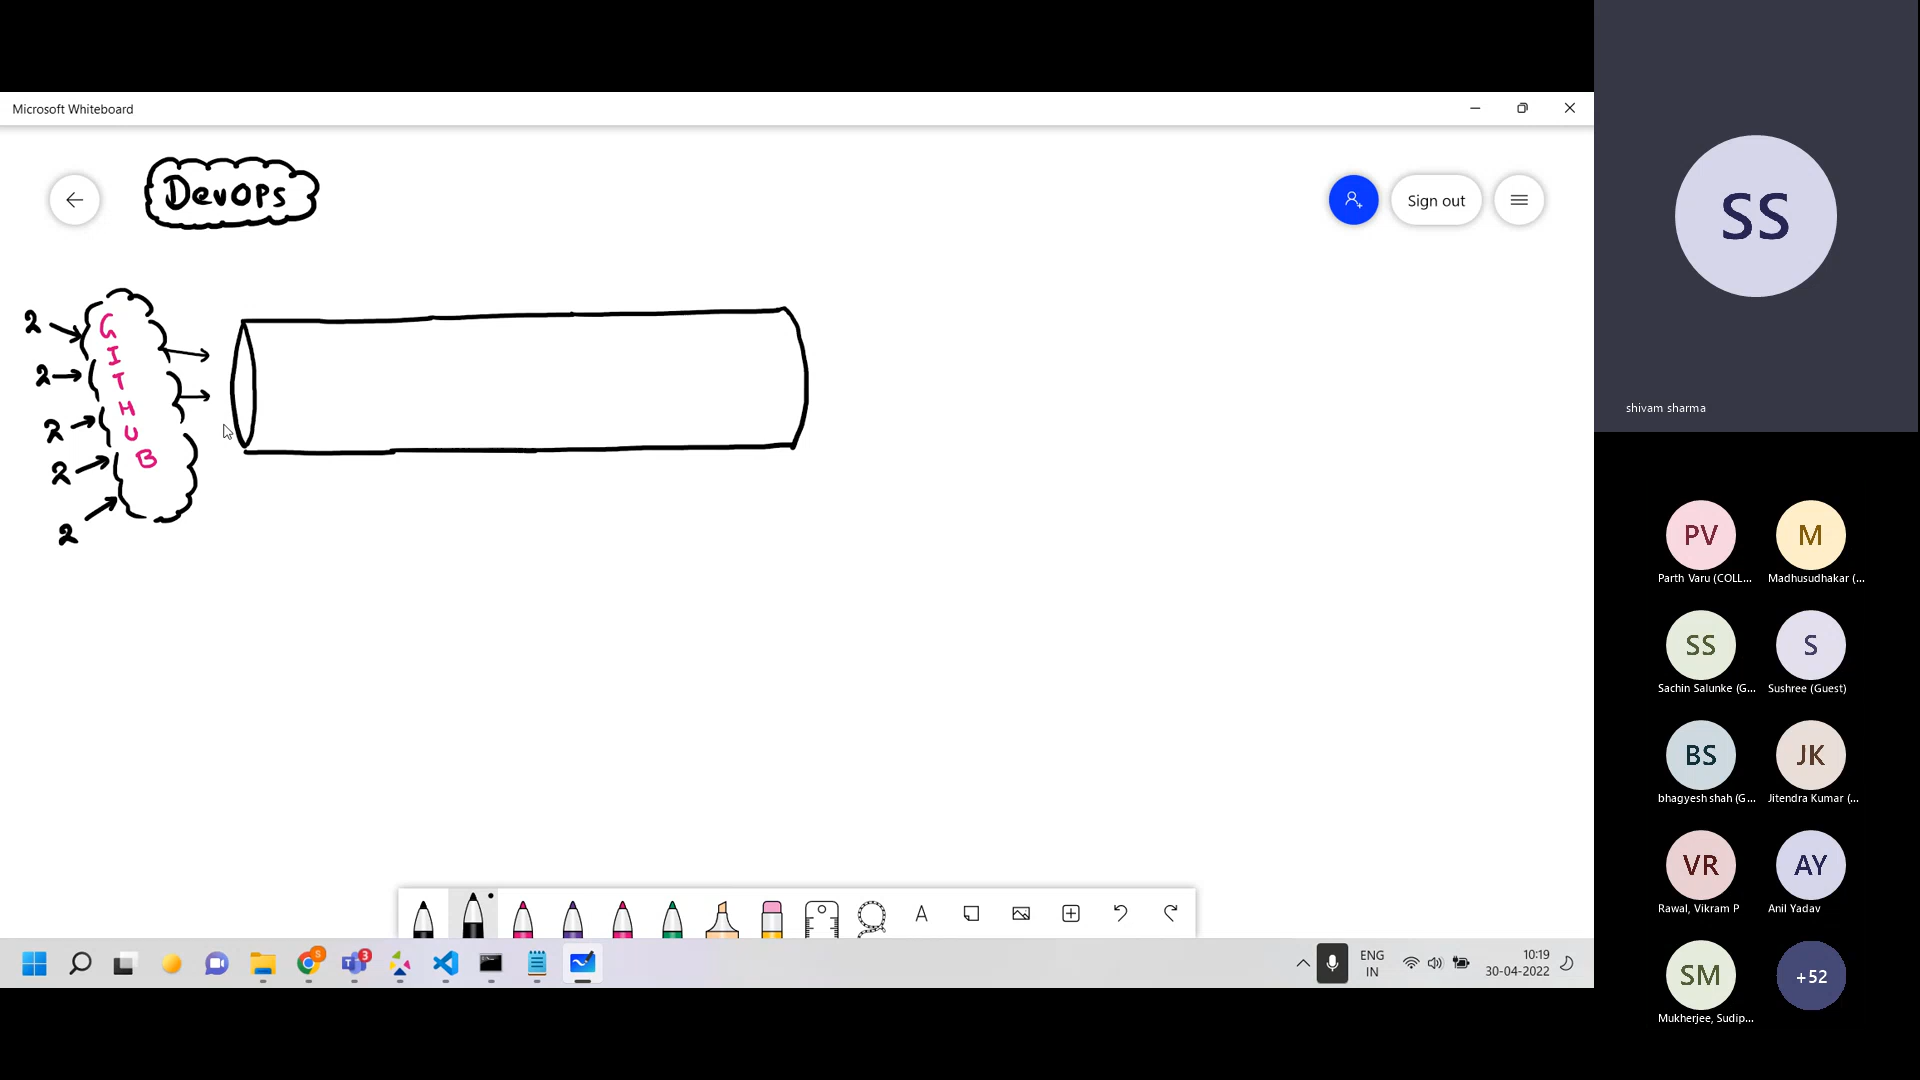 Microsoft Whiteboard
DevOps
Sign out
SS
shivam sharma
2
2
2
2
2
G
I
T
H
U
B
PV
M
Parth Varu (COLL...
Madhusudhakar (...
SS
S
Sachin Salunke (G...
Sushree (Guest)
BS
JK
bhagyesh shah (G...
Jitendra Kumar (...
VR
AY
Rawal, Vikram P
Anil Yadav
SM
+52
Mukherjee, Sudip...
A
S
3
ENG
IN
10:19
30-04-2022